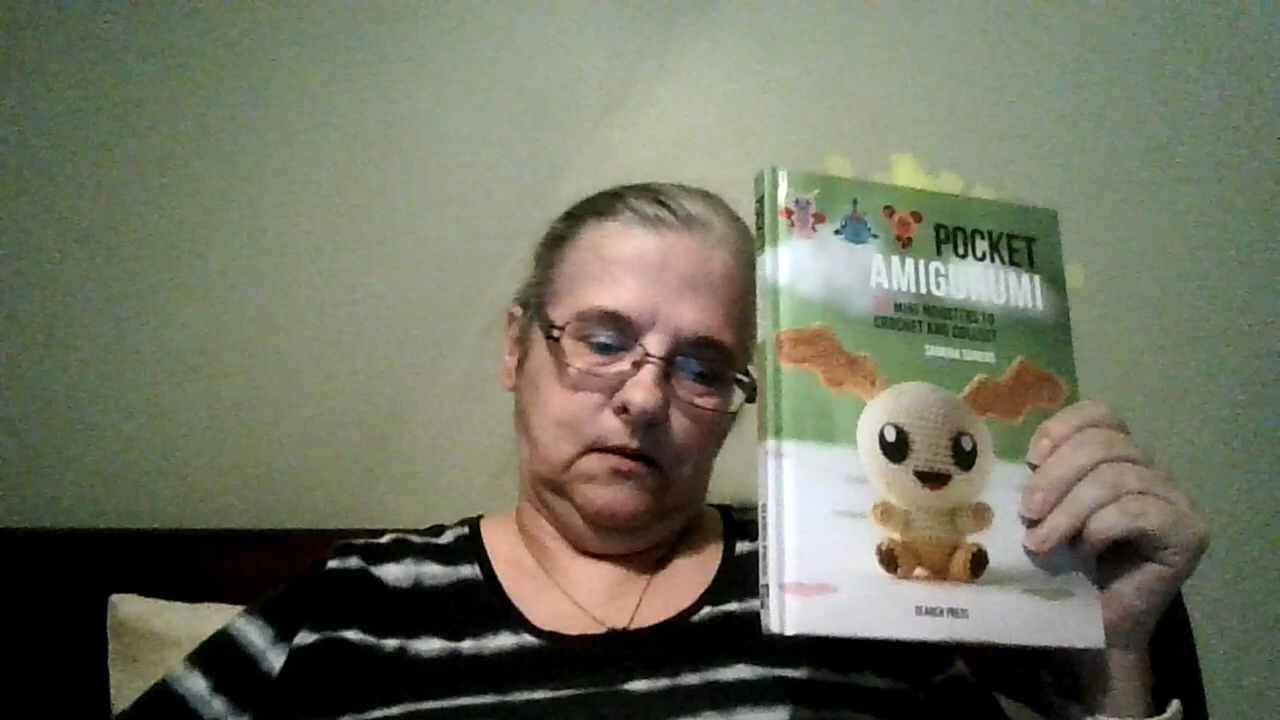 POCKET
AMIGURUMI
MINI MONSTERS TO
CROCHET AND COLLECT
SEARCH PRESS